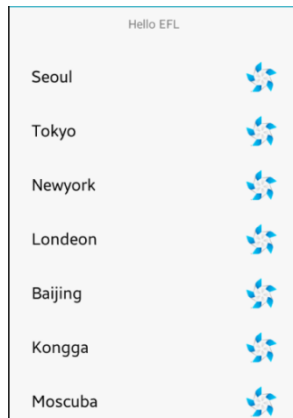 Hello EFL
Seoul
Tokyo
Newyork
Londeon
Baijing
Kongga
Moscuba